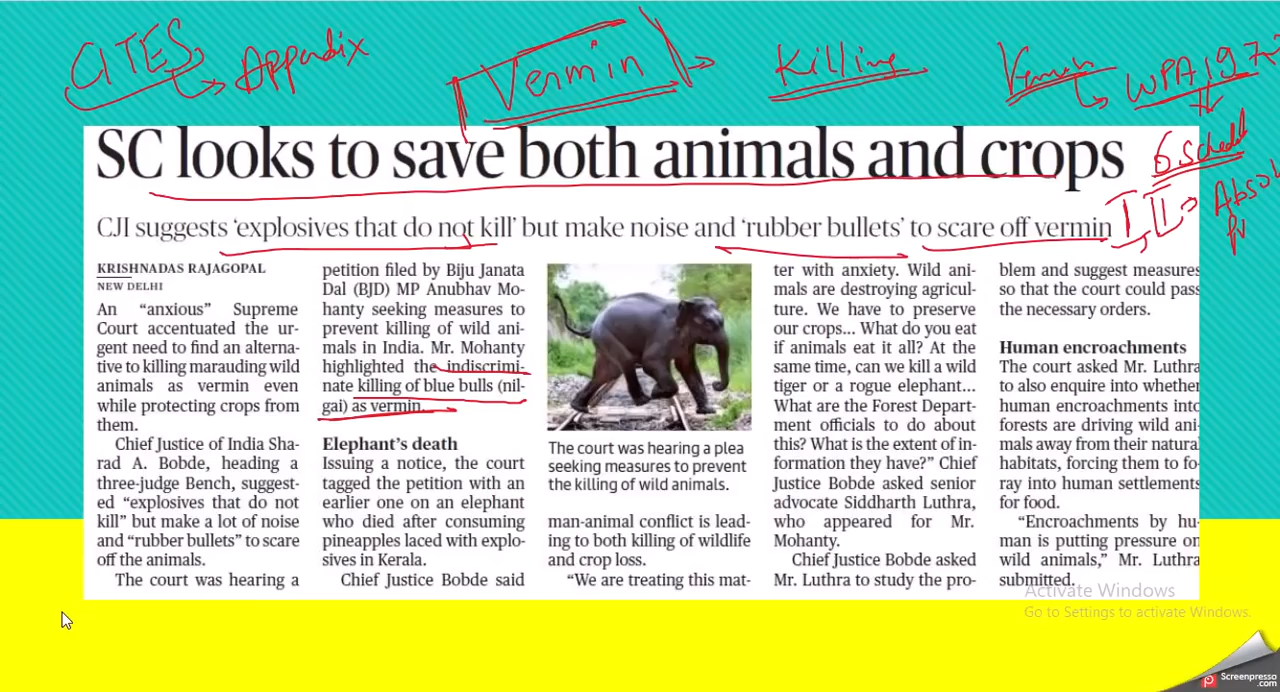 CITES
Appendix
Vermin
Killing
Vermin
WPA, 197
6 Sched
I II
Absol
SC looks to save both animals and crops
CJI suggests ‘explosives that do not kill’ but make noise and ‘rubber bullets’ to scare off vermin
KRISHNADAS RAJAGOPAL
NEW DELHI
An “anxious” Supreme
Court accentuated the ur-
gent need to find an alterna-
tive to killing marauding wild
animals as vermin even
while protecting crops from
them.
Chief Justice of India Sha-
rad A. Bobde, heading a
three-judge Bench, suggest-
ed “explosives that do not
kill” but make a lot of noise
and “rubber bullets” to scare
off the animals.
The court was hearing a
petition filed by Biju Janata
Dal (BJD) MP Anubhav Mo-
hanty seeking measures to
prevent killing of wild ani-
mals in India. Mr. Mohanty
highlighted the indiscrimi-
nate killing of blue bulls (nil-
gai) as vermin.
Elephant’s death
Issuing a notice, the court
tagged the petition with an
earlier one on an elephant
who died after consuming
pineapples laced with explo-
sives in Kerala.
Chief Justice Bobde said
The court was hearing a plea
seeking measures to prevent
the killing of wild animals.
man-animal conflict is lead-
ing to both killing of wildlife
and crop loss.
“We are treating this mat-
ter with anxiety. Wild ani-
mals are destroying agricul-
ture. We have to preserve
our crops... What do you eat
if animals eat it all? At the
same time, can we kill a wild
tiger or a rogue elephant...
What are the Forest Depart-
ment officials to do about
this? What is the extent of in-
formation they have?” Chief
Justice Bobde asked senior
advocate Siddharth Luthra,
who appeared for Mr.
Mohanty.
Chief Justice Bobde asked
Mr. Luthra to study the pro-
blem and suggest measures
so that the court could pass
the necessary orders.
Human encroachments
The court asked Mr. Luthra
to also enquire into whether
human encroachments into
forests are driving wild ani-
mals away from their natural
habitats, forcing them to fo-
ray into human settlements
for food.
“Encroachments by hu-
man is putting pressure on
wild animals,” Mr. Luthra
submitted.
Activate Windows
Go to Settings to activate Windows.
Screenpresso
.com